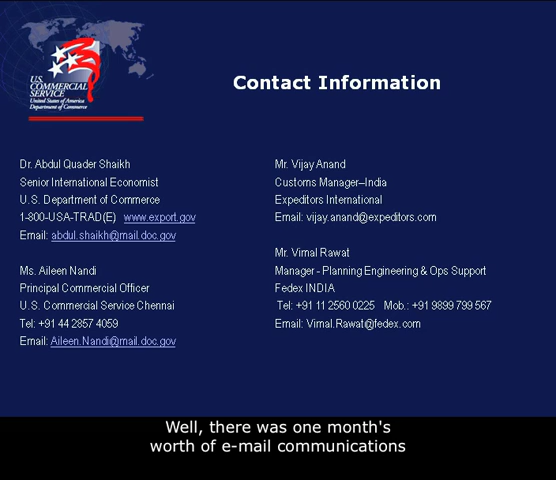 U.S.
COMMERCIAL
SERVICE
United States of America
Department of Commerce
Contact Information
Dr. Abdul Quader Shaikh
Senior International Economist
U.S. Department of Commerce
1-800-USA-TRAD(E) www.export.gov
Email: abdul.shaikh@mail.doc.gov
Ms. Aileen Nandi
Principal Commercial Officer
U.S. Commercial Service Chennai
Tel: +91 44 2857 4059
Email: Aileen.Nandi@mail.doc.gov
Mr. Vijay Anand
Customs Manager–India
Expeditors International
Email: vijay.anand@expeditors.com
Mr. Vimal Rawat
Manager - Planning Engineering & Ops Support
Fedex INDIA
Tel: +91 11 2560 0225 Mob.: +91 9899 799 567
Email: Vimal.Rawat@fedex.com
Well, there was one month's
worth of e-mail communications